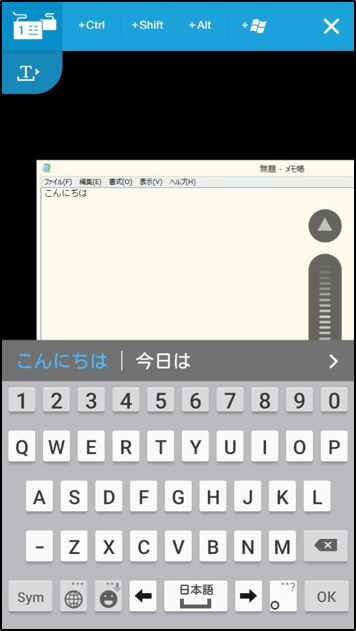 +Ctrl +Shift +Alt +
1
T
無題 - メモ帳
ファイル(F) 編集(E) 書式(O) 表示(V) ヘルプ(H)
こんにちは
こんにちは 今日は
1 2 3 4 5 6 7 8 9 0
Q W E R T Y U I O P
A S D F G H J K L
- Z X C V B N M
Sym 日本語 ...? 。 OK